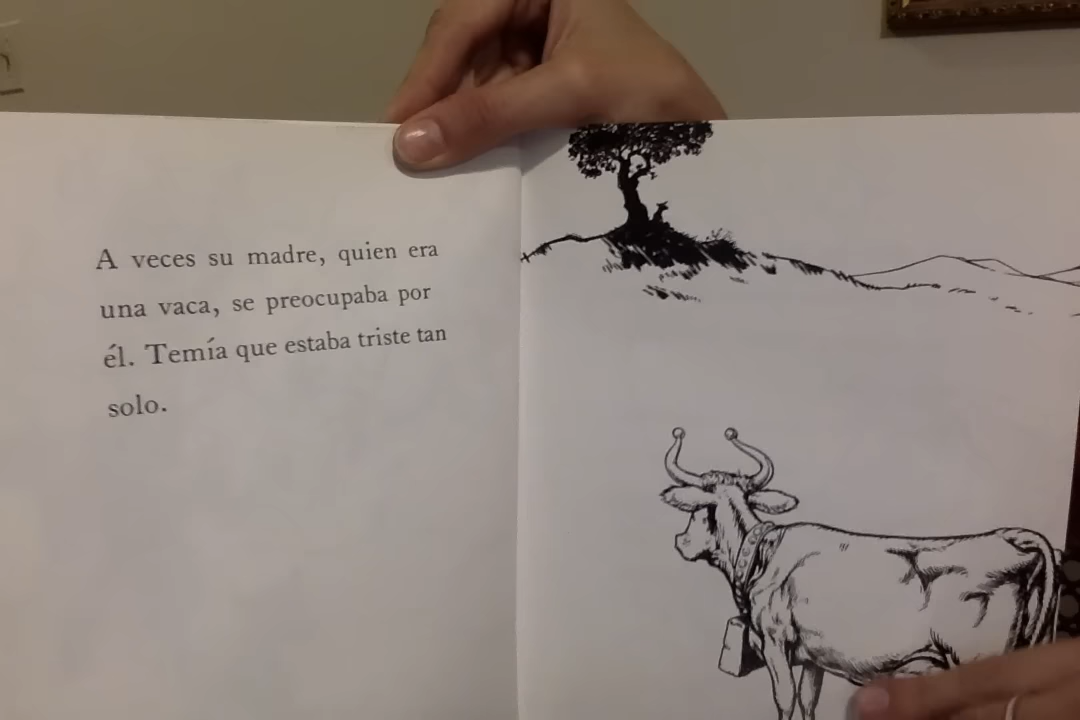 A veces su madre, quien era
una vaca, se preocupaba por
él. Temía que estaba triste tan
solo.